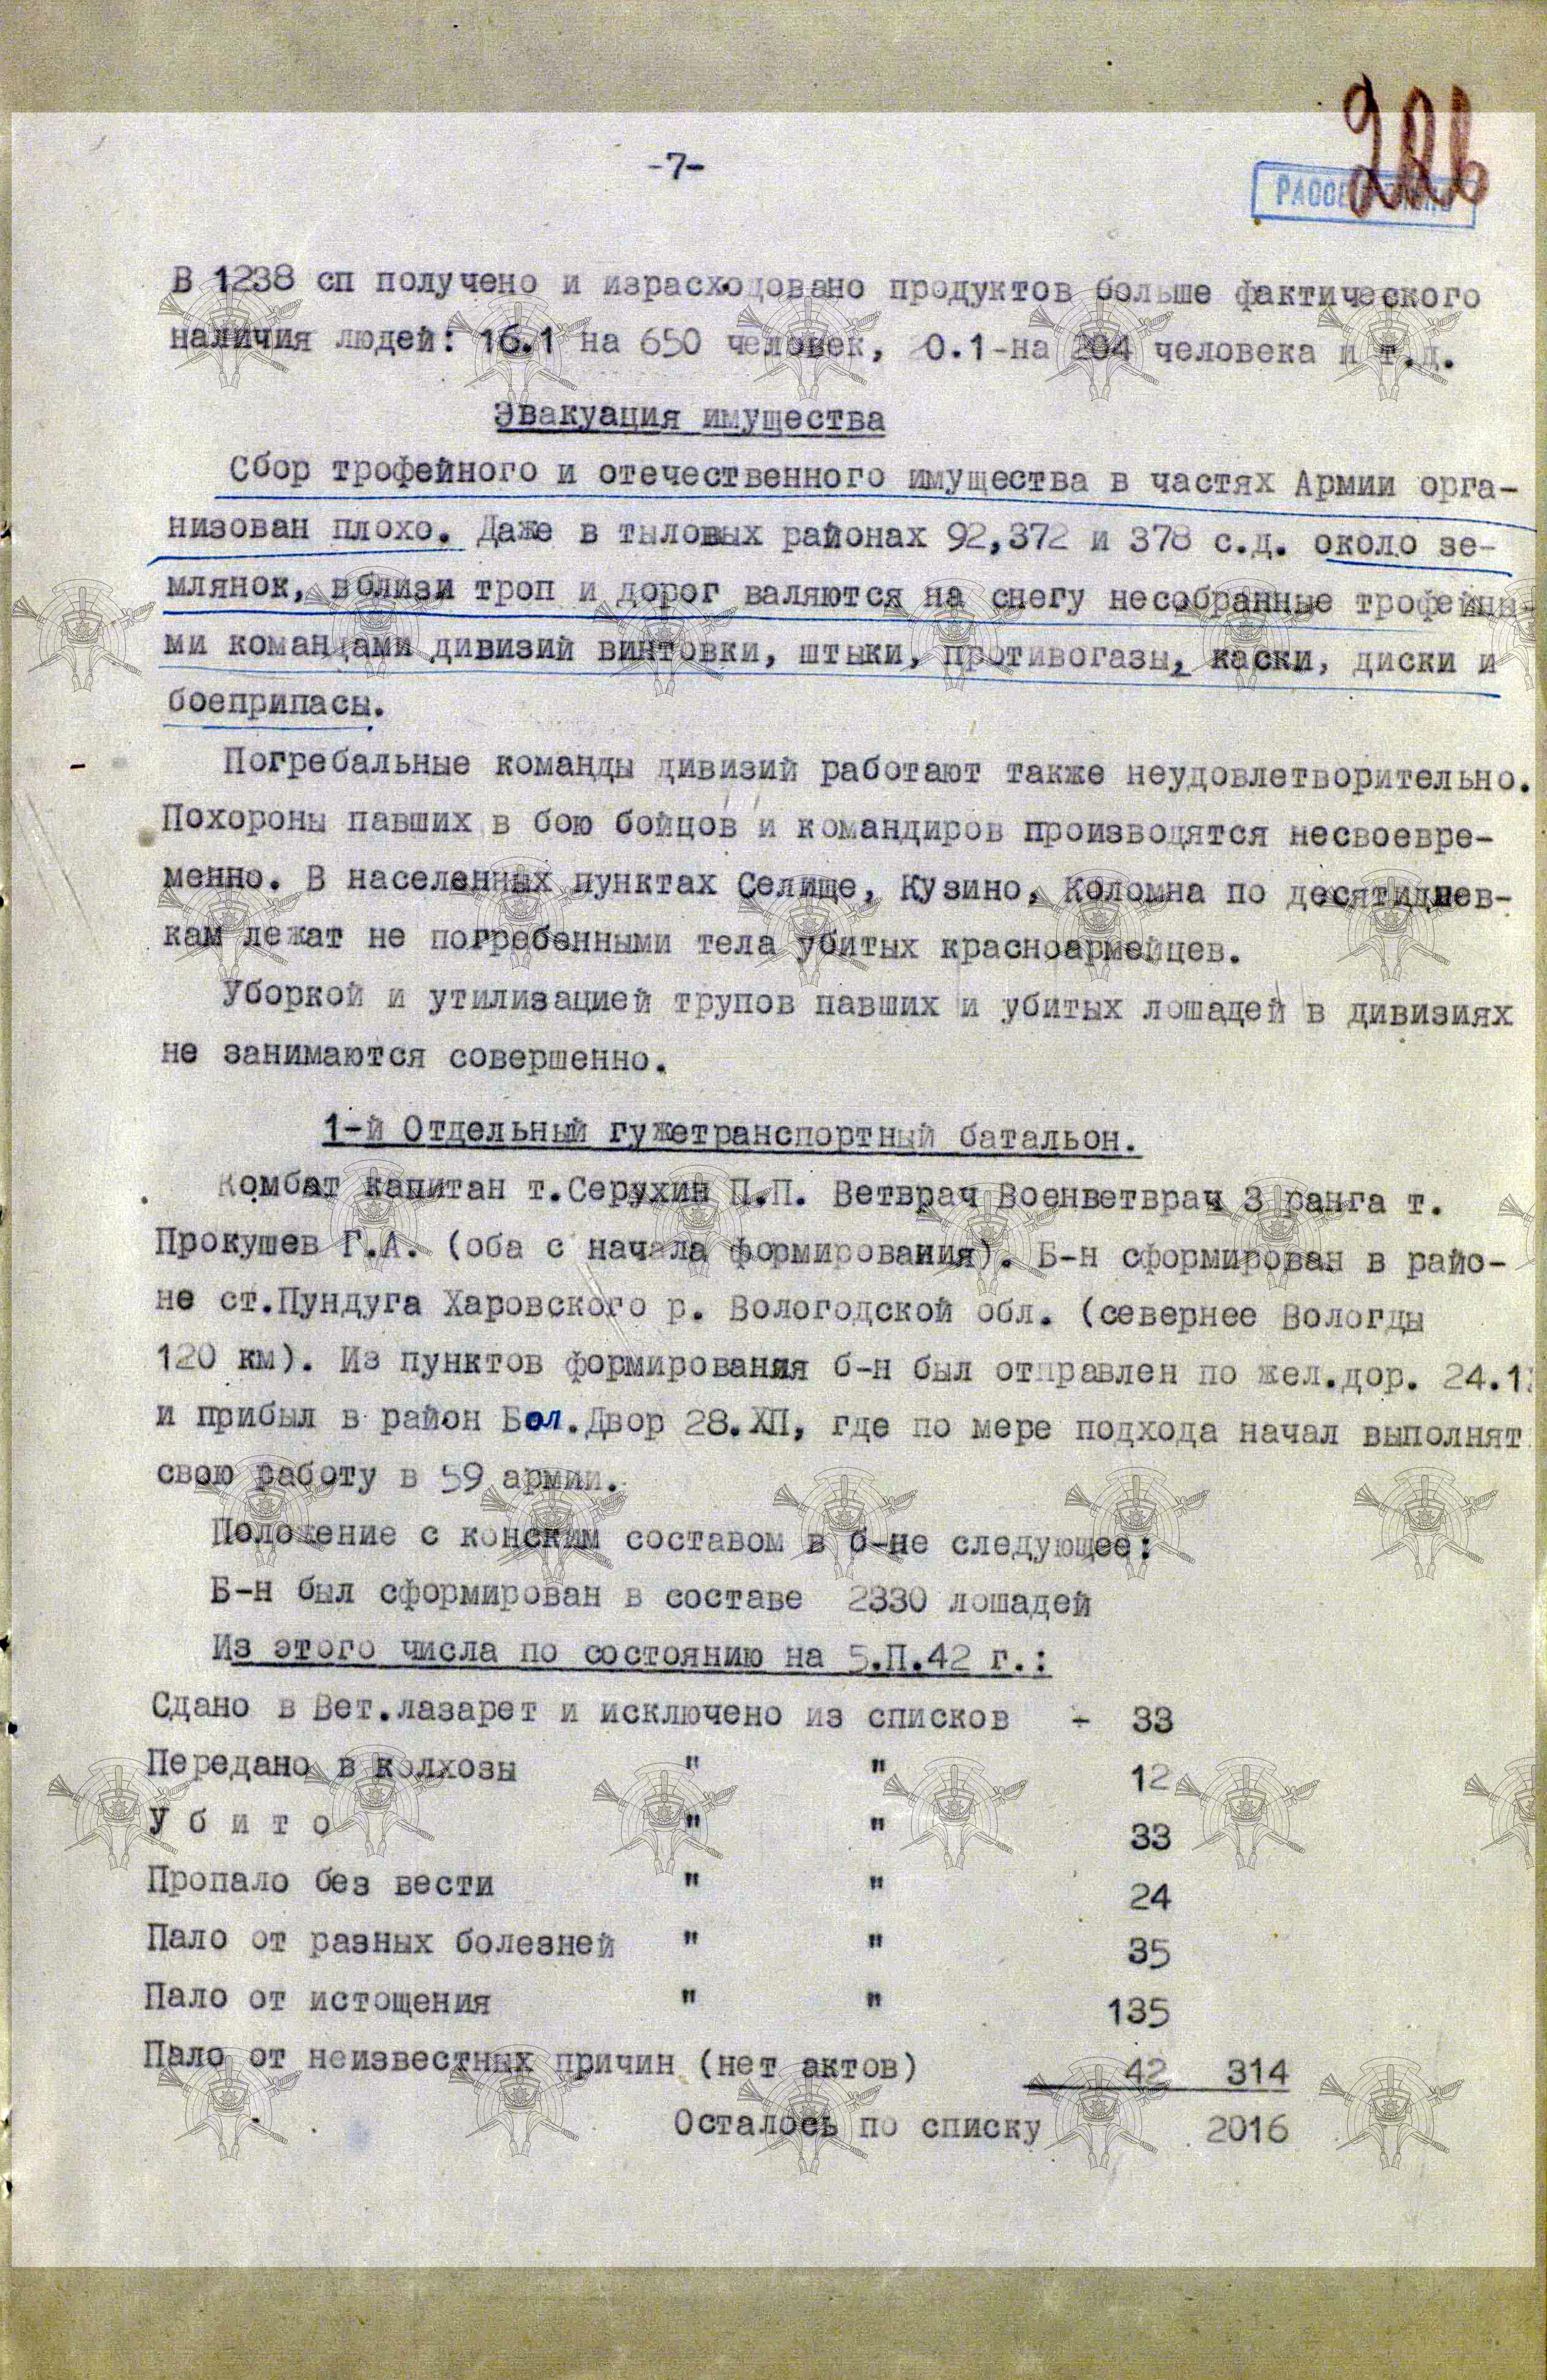 -7-
В 1238 сп получено и израсходовано продуктов больше фактического
наличия людей: 16.1 на 650 человек, 0.1-на 204 человека и т.д.
Эвакуация имущества
Сбор трофейного и отечественного имущества в частях Армии орга-
низован плохо. Даже в тыловых районах 92,372 и 378 с.д. около зе-
млянок, вблизи троп и дорог валяются на снегу несобранные трофейны-
ми командами дивизий винтовки, штыки, противогазы, каски, диски и
боеприпасы.
Погребальные команды дивизий работают также неудовлетворительно.
Похороны павших в бою бойцов и командиров производятся несвоевре-
менно. В населенных пунктах Селище, Кузино, Коломна по десятиднев-
кам лежат не погребенными тела убитых красноармейцев.
Уборкой и утилизацией трупов павших и убитых лошадей в дивизиях
не занимаются совершенно.
1-й Отдельный гужетранспортный батальон.
Комбат капитан т.Серухин П.П. Ветврач Военветврач 3 ранга т.
Прокушев Г.А. (оба с начала формирования). Б-н сформирован в райо-
не ст.Пундуга Харовского р. Вологодской обл. (севернее Вологды
120 км). Из пунктов формирования б-н был отправлен по жел.дор. 24.1
и прибыл в район Бол.Двор 28.ХП, где по мере подхода начал выполнят
свою работу в 59 армии.
Положение с конским составом в б-не следующее:
Б-н был сформирован в составе 2330 лошадей
Из этого числа по состоянию на 5.П.42 г.:
Сдано в Вет.лазарет и исключено из списков - 33
Передано в колхозы " " 12
У б и т о " " 33
Пропало без вести " " 24
Пало от разных болезней " " 35
Пало от истощения " " 135
Пало от неизвестных причин (нет актов) 42 314
Осталось по списку 2016